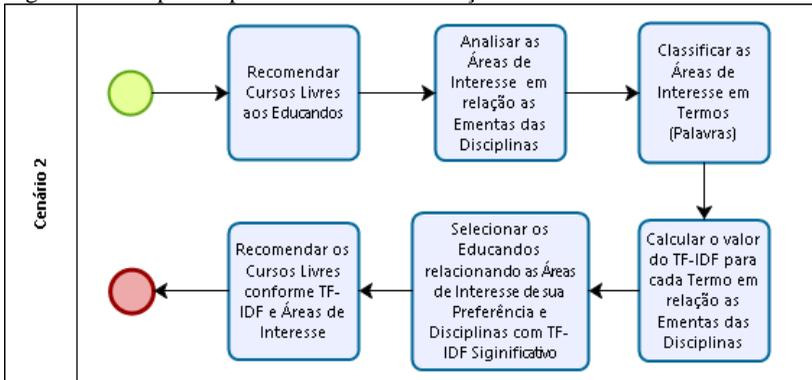 Cenário 2
Recomendar
Cursos Livres
aos Educandos
Analisar as
Áreas de
Interesse em
relação as
Ementas das
Disciplinas
Classificar as
Áreas de
Interesse em
Termos
(Palavras)
Calcular o valor
do TF-IDF para
cada Termo em
relação as
Ementas das
Disciplinas
Selecionar os
Educandos
relacionando as Áreas
de Interesse de sua
Preferência e
Disciplinas com TF-
IDF Siginificativo
Recomendar os
Cursos Livres
conforme TF-
IDF e Áreas de
Interesse